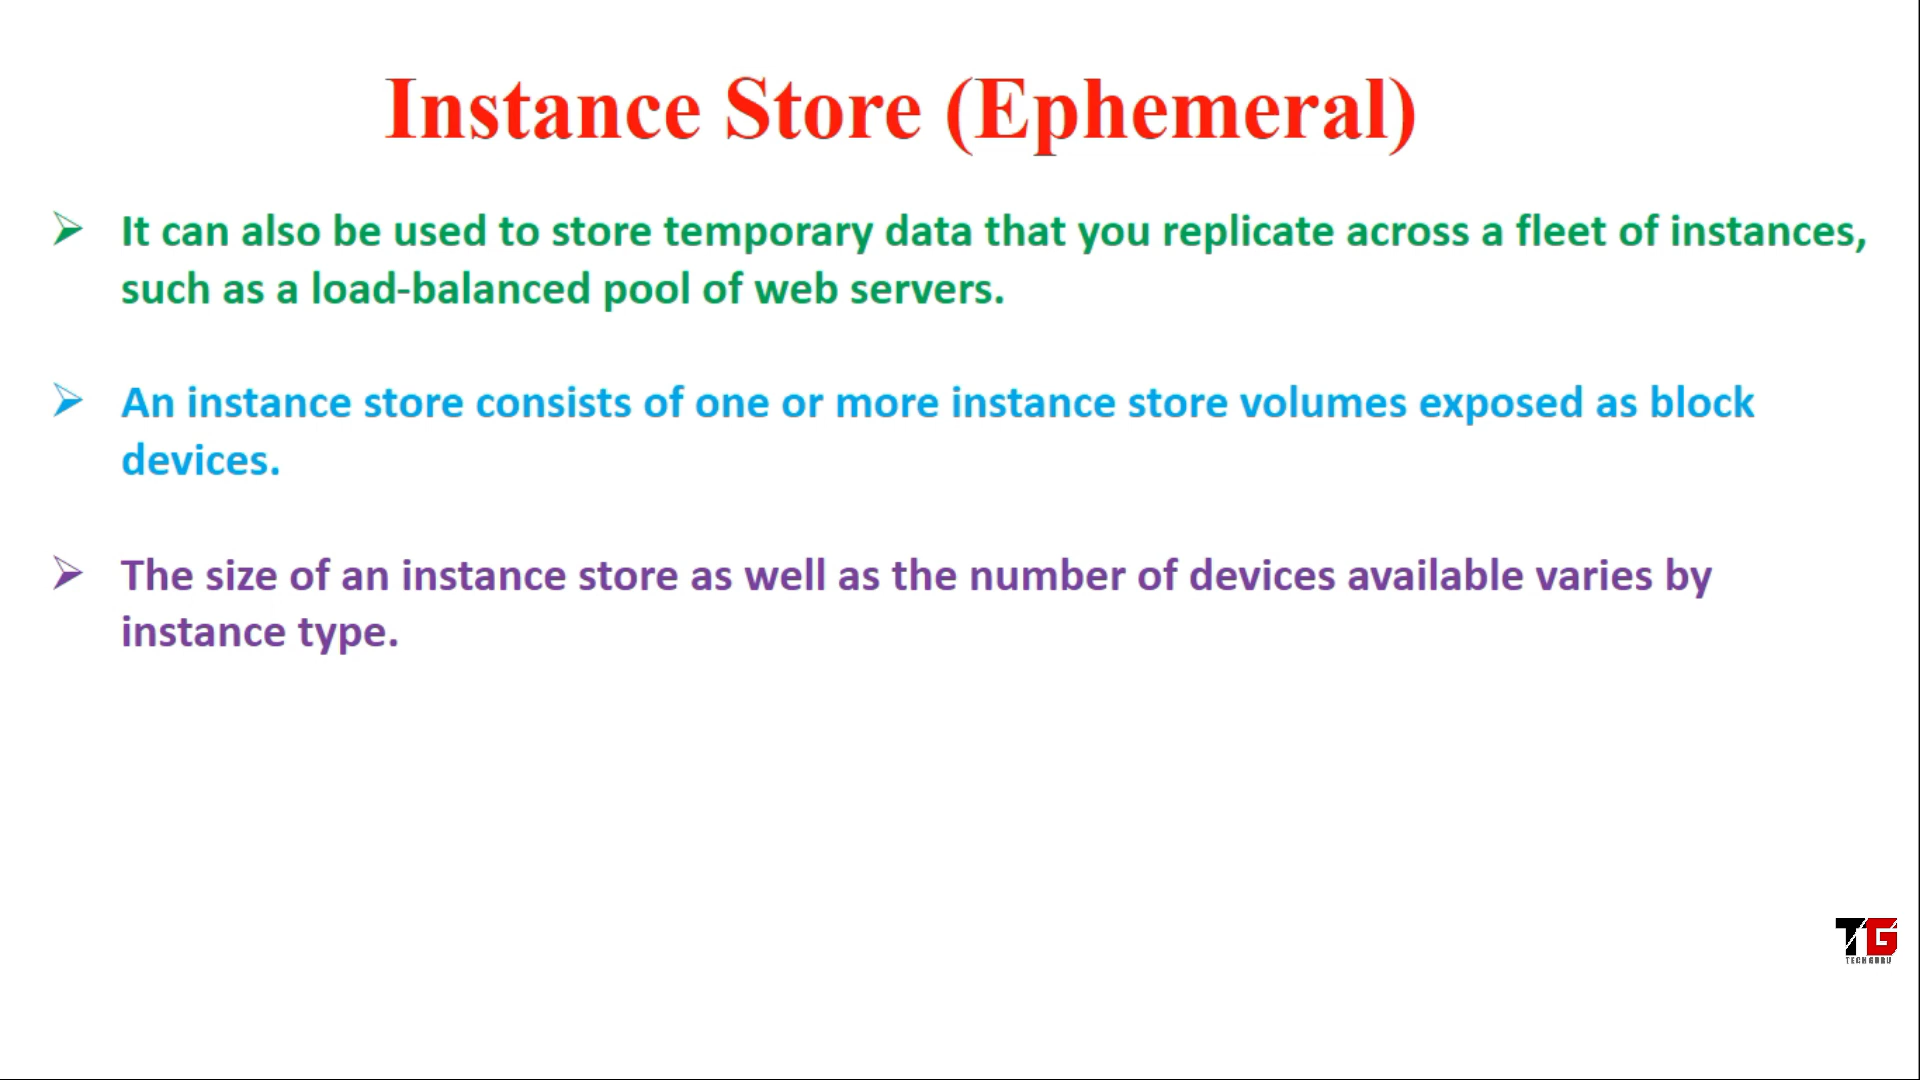 Instance Store (Ephemeral)
It can also be used to store temporary data that you replicate across a fleet of instances,
such as a load-balanced pool of web servers.
An instance store consists of one or more instance store volumes exposed as block
devices.
The size of an instance store as well as the number of devices available varies by
instance type.
TG
TECH GURU